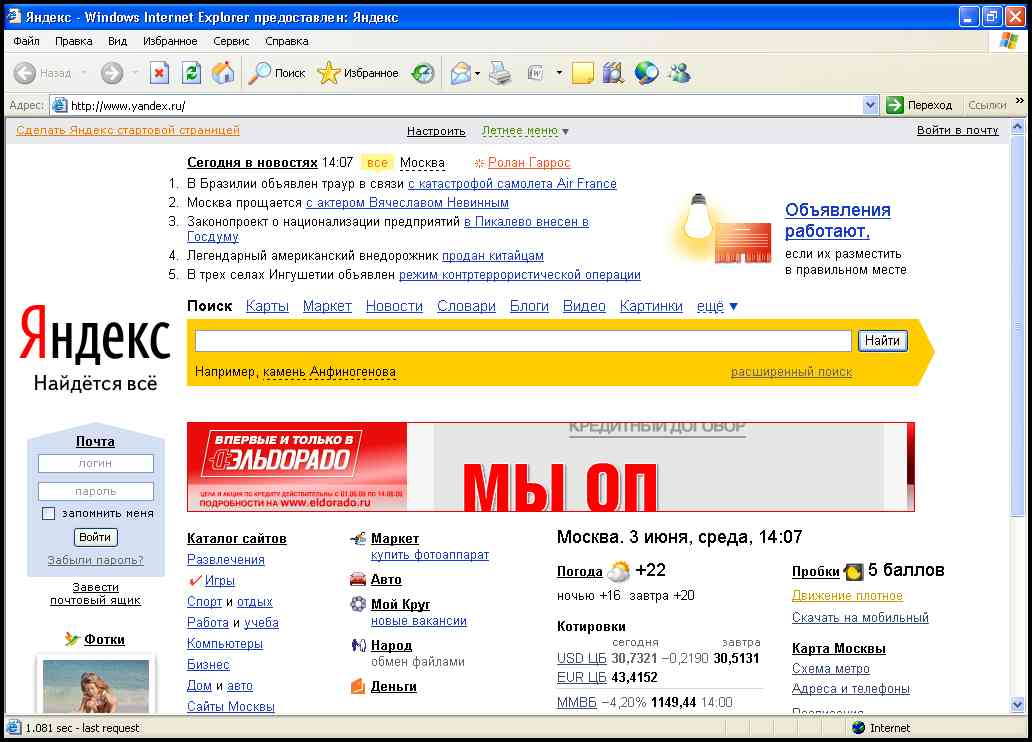 Яндекс - Windows Internet Explorer предоставлен: Яндекс
Файл Правка Вид Избранное Сервис Справка
Назад Поиск Избранное
Адрес: http://www.yandex.ru/ Переход Ссылки »
Сделать Яндекс стартовой страницей Настроить Летнее меню ▼ Войти в почту
Сегодня в новостях 14:07 все Москва Ролан Гаррос
1. В Бразилии объявлен траур в связи с катастрофой самолета Air France
2. Москва прощается с актером Вячеславом Невинным
3. Законопроект о национализации предприятий в Пикалево внесен в
Госдуму
4. Легендарный американский внедорожник продан китайцам
5. В трех селах Ингушетии объявлен режим контртеррористической операции
Объявления
работают,
если их разместить
в правильном месте
Яндекс
Найдётся всё
Поиск Карты Маркет Новости Словари Блоги Видео Картинки ещё ▼
Найти
Например, камень Анфиногенова расширенный поиск
Почта
логин
пароль
запомнить меня
Войти
Забыли пароль?
Завести
почтовый ящик
Фотки
ВПЕРВЫЕ И ТОЛЬКО В
ЭЛЬДОРАДО
ЦЕНА И АКЦИЯ ПО КРЕДИТУ ДЕЙСТВИТЕЛЬНЫ С 01.06.09 ПО 14.06.09
ПОДРОБНОСТИ НА www.eldorado.ru
КРЕДИТНЫЙ ДОГОВОР
МЫ ОП
Каталог сайтов
Развлечения
Игры
Спорт и отдых
Работа и учеба
Компьютеры
Бизнес
Дом и авто
Сайты Москвы
Маркет
купить фотоаппарат
Авто
Мой Круг
новые вакансии
Народ
обмен файлами
Деньги
Москва. 3 июня, среда, 14:07
Погода +22
ночью +16 завтра +20
Котировки
сегодня завтра
USD ЦБ 30,7321 −0,2190 30,5131
EUR ЦБ 43,4152
ММВБ −4,20% 1149,44 14:00
Пробки 5 баллов
Движение плотное
Скачать на мобильный
Карта Москвы
Схема метро
Адреса и телефоны
Расписания
1.081 sec - last request Internet